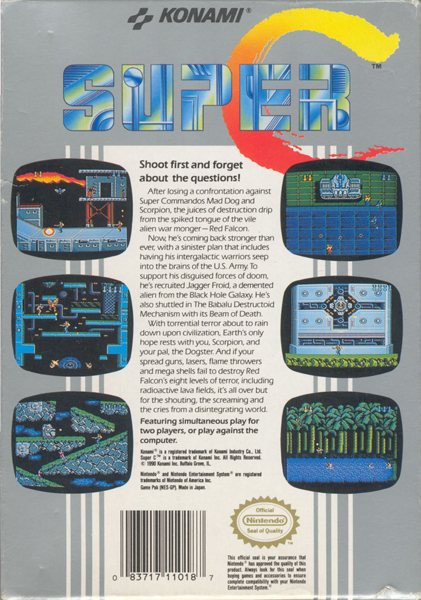 KONAMI®
SUPER C™
Shoot first and forget
about the questions!
After losing a confrontation against
Super Commandos Mad Dog and
Scorpion, the juices of destruction drip
from the spiked tongue of the vile
alien war monger — Red Falcon.
Now, he's coming back stronger than
ever, with a sinister plan that includes
having his intergalactic warriors seep
into the brains of the U.S. Army. To
support his disguised forces of doom,
he's recruited Jagger Froid, a demented
alien from the Black Hole Galaxy. He's
also shuttled in The Babalu Destructoid
Mechanism with its Beam of Death.
With torrential terror about to rain
down upon civilization, Earth's only
hope rests with you, Scorpion, and
your pal, the Dogster. And if your
spread guns, lasers, flame throwers
and mega shells fail to destroy Red
Falcon's eight levels of terror, including
radioactive lava fields, it's all over but
for the shouting, the screaming and
the cries from a disintegrating world.
Featuring simultaneous play for
two players, or play against the
computer.
Konami® is a registered trademark of Konami Industry Co., Ltd.
Super C™ is a trademark of Konami Inc. All Rights Reserved.
© 1990 Konami Inc. Buffalo Grove, IL.
Nintendo® and Nintendo Entertainment System® are registered
trademarks of Nintendo of America Inc.
Game Pak (NES-GP). Made in Japan.
Official
Nintendo
Seal of Quality
0 83717 11018 7
This official seal is your assurance that
Nintendo® has approved the quality of this
product. Always look for this seal when
buying games and accessories to ensure
complete compatibility with your Nintendo
Entertainment System.